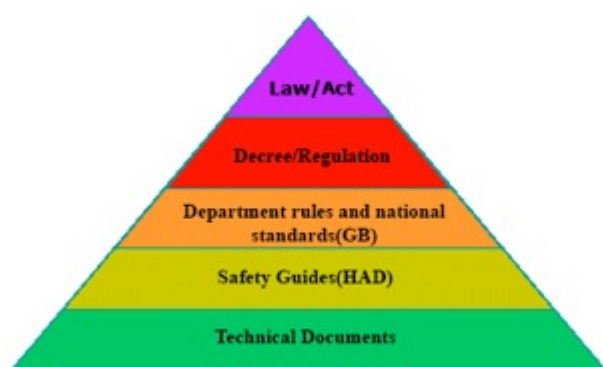 Law/Act
Decree/Regulation
Department rules and national
standards(GB)
Safety Guides(HAD)
Technical Documents